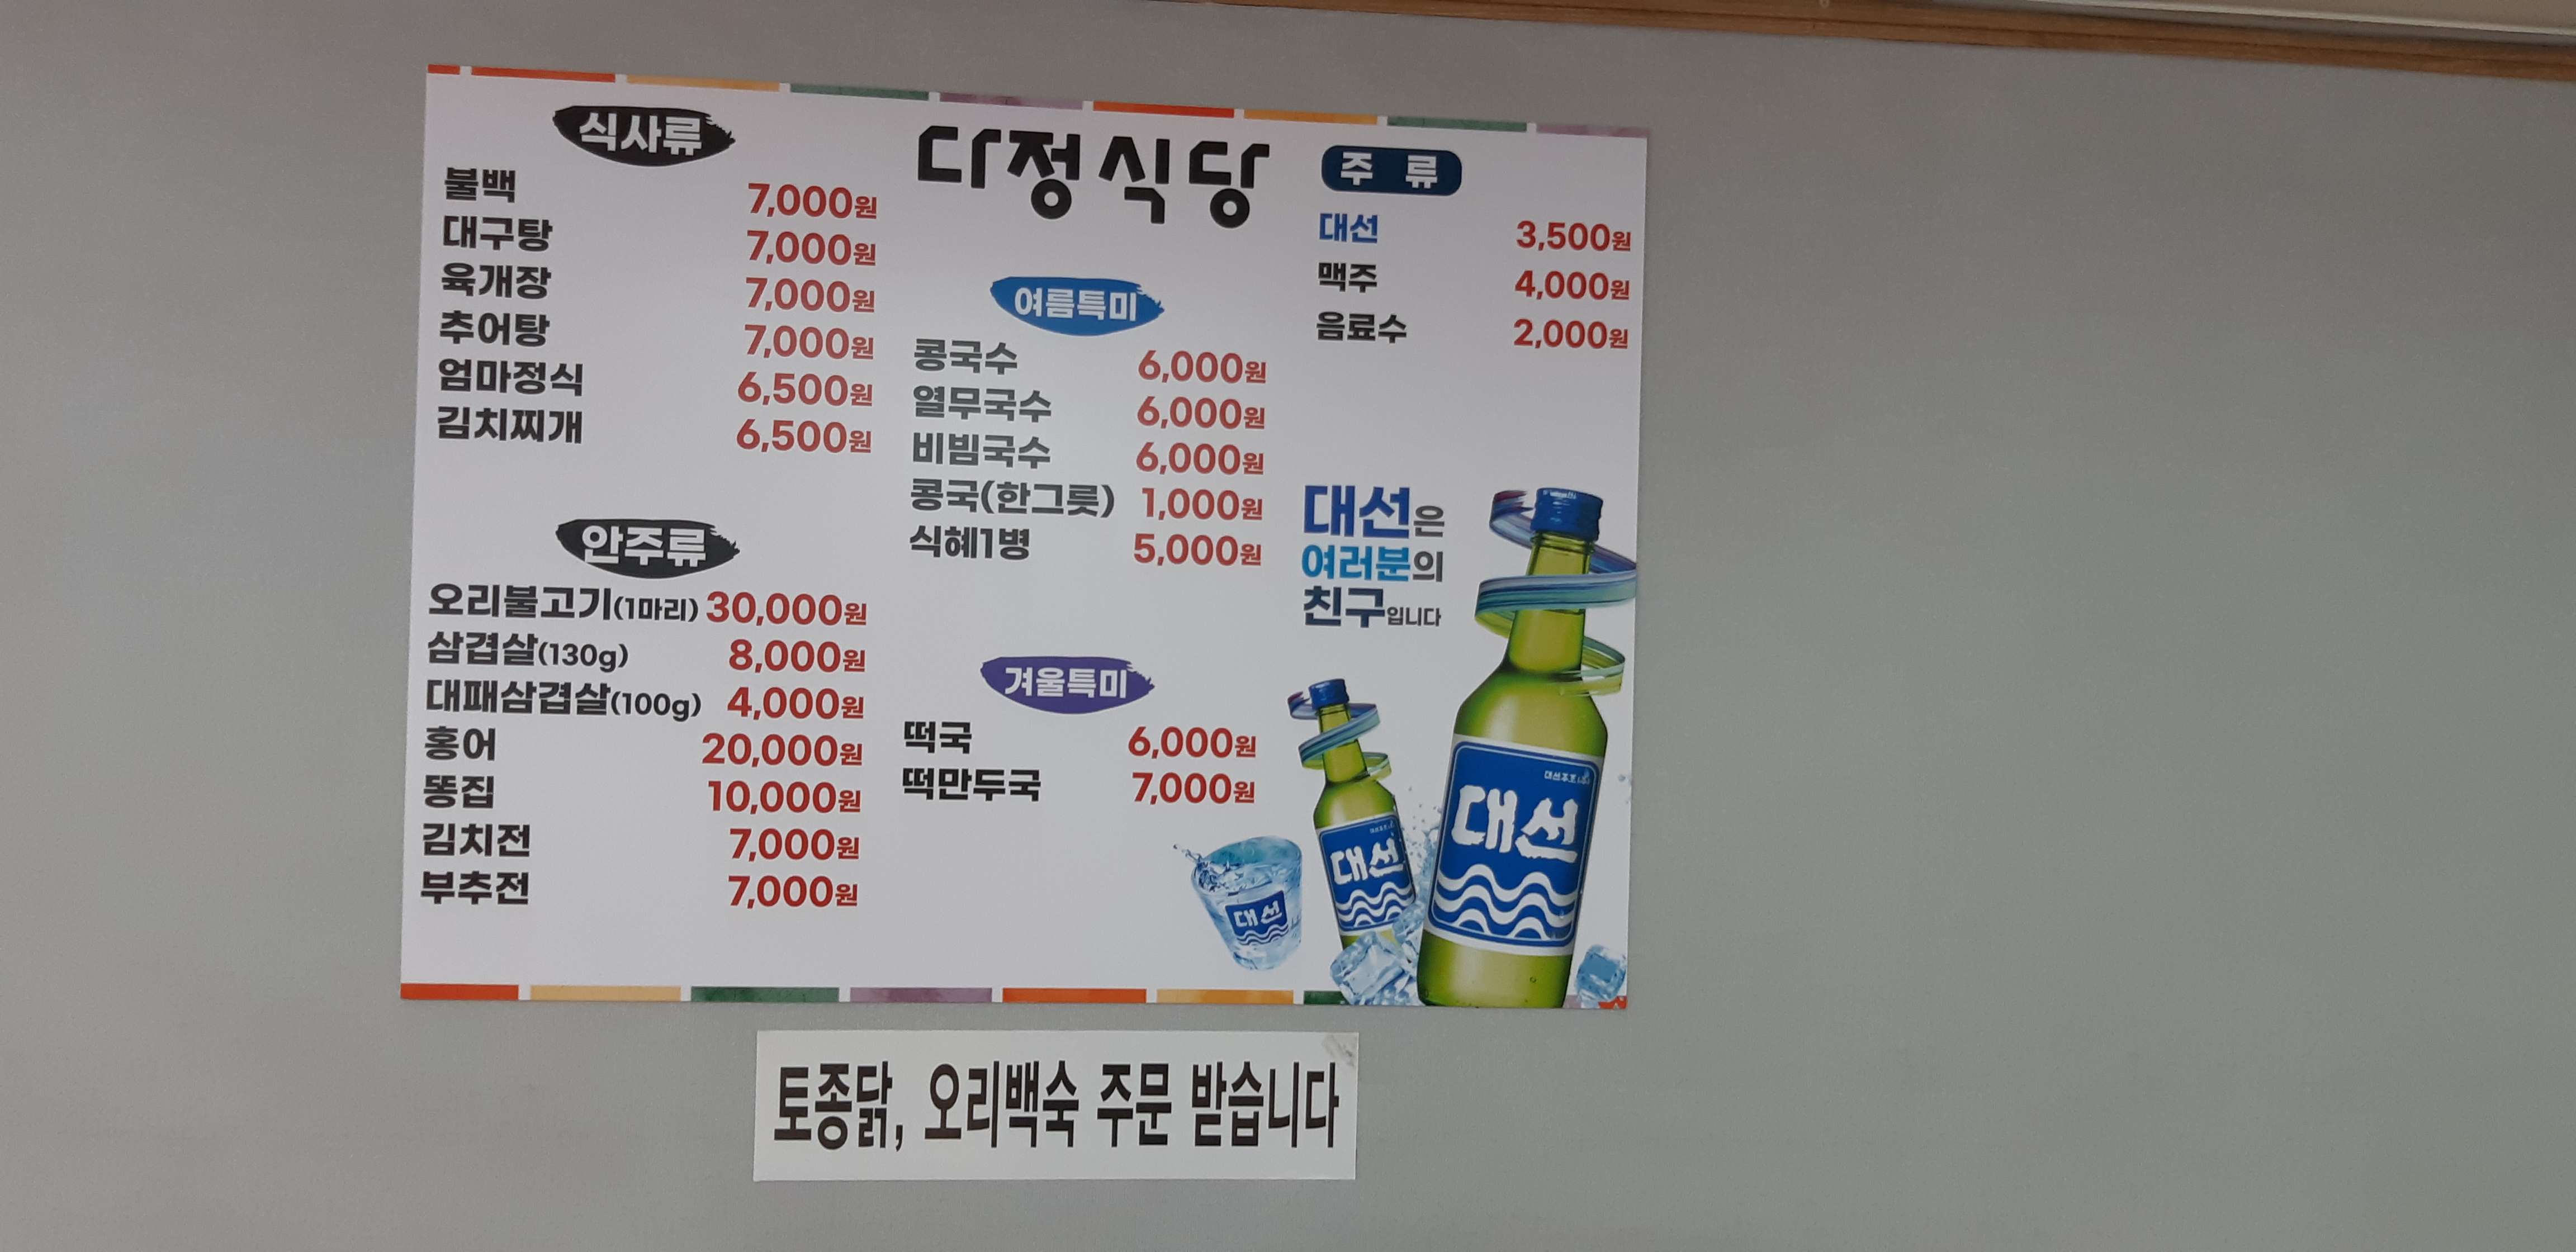 다정식당
식사류
불백 7,000원
대구탕 7,000원
육개장 7,000원
추어탕 7,000원
엄마정식 6,500원
김치찌개 6,500원
안주류
오리불고기(1마리) 30,000원
삼겹살(130g) 8,000원
대패삼겹살(100g) 4,000원
홍어 20,000원
똥집 10,000원
김치전 7,000원
부추전 7,000원
여름특미
콩국수 6,000원
열무국수 6,000원
비빔국수 6,000원
콩국(한그릇) 1,000원
식혜1병 5,000원
겨울특미
떡국 6,000원
떡만두국 7,000원
주 류
대선 3,500원
맥주 4,000원
음료수 2,000원
대선은
여러분의
친구입니다
대선
대선
대선
토종닭, 오리백숙 주문 받습니다